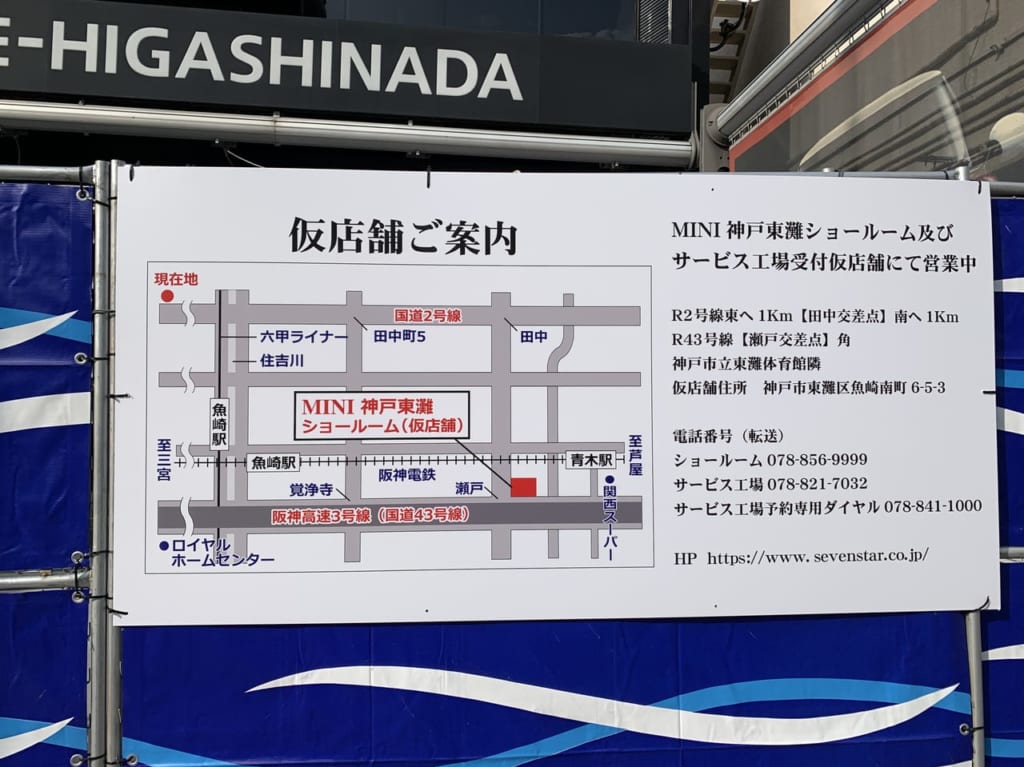 E-HIGASHINADA
仮店舗ご案内
現在地
国道2号線
六甲ライナー
田中町5
田中
住吉川
魚崎駅
MINI 神戸東灘
ショールーム(仮店舗)
至三宮
魚崎駅
阪神電鉄
青木駅
至芦屋
覚浄寺
瀬戸
関西スーパー
阪神高速3号線(国道43号線)
ロイヤル
ホームセンター
MINI 神戸東灘ショールーム及び
サービス工場受付仮店舗にて営業中
R2号線東へ 1Km【田中交差点】南へ 1Km
R43号線【瀬戸交差点】角
神戸市立東灘体育館隣
仮店舗住所 神戸市東灘区魚崎南町 6-5-3
電話番号（転送）
ショールーム 078-856-9999
サービス工場 078-821-7032
サービス工場予約専用ダイヤル 078-841-1000
HP https://www.sevenstar.co.jp/